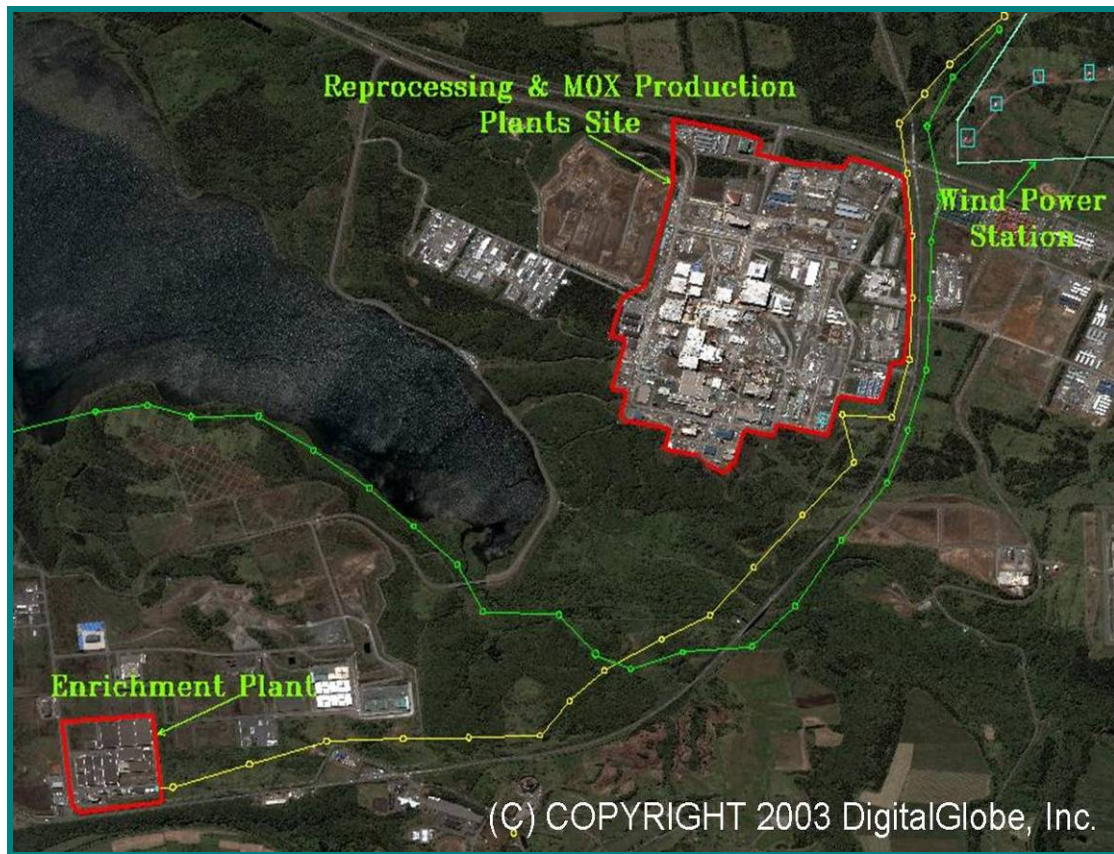 Reprocessing & MOX Production
Plants Site
Wind Power
Station
Enrichment Plant
(C) COPYRIGHT 2003 DigitalGlobe, Inc.